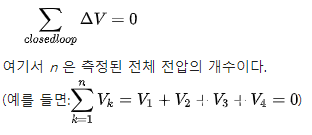 ∑ ΔV = 0
closedloop
여기서 n 은 측정된 전체 전압의 개수이다.
(예를 들면:∑_{k=1}^{n} V_k = V_1 + V_2 + V_3 + V_4 = 0)